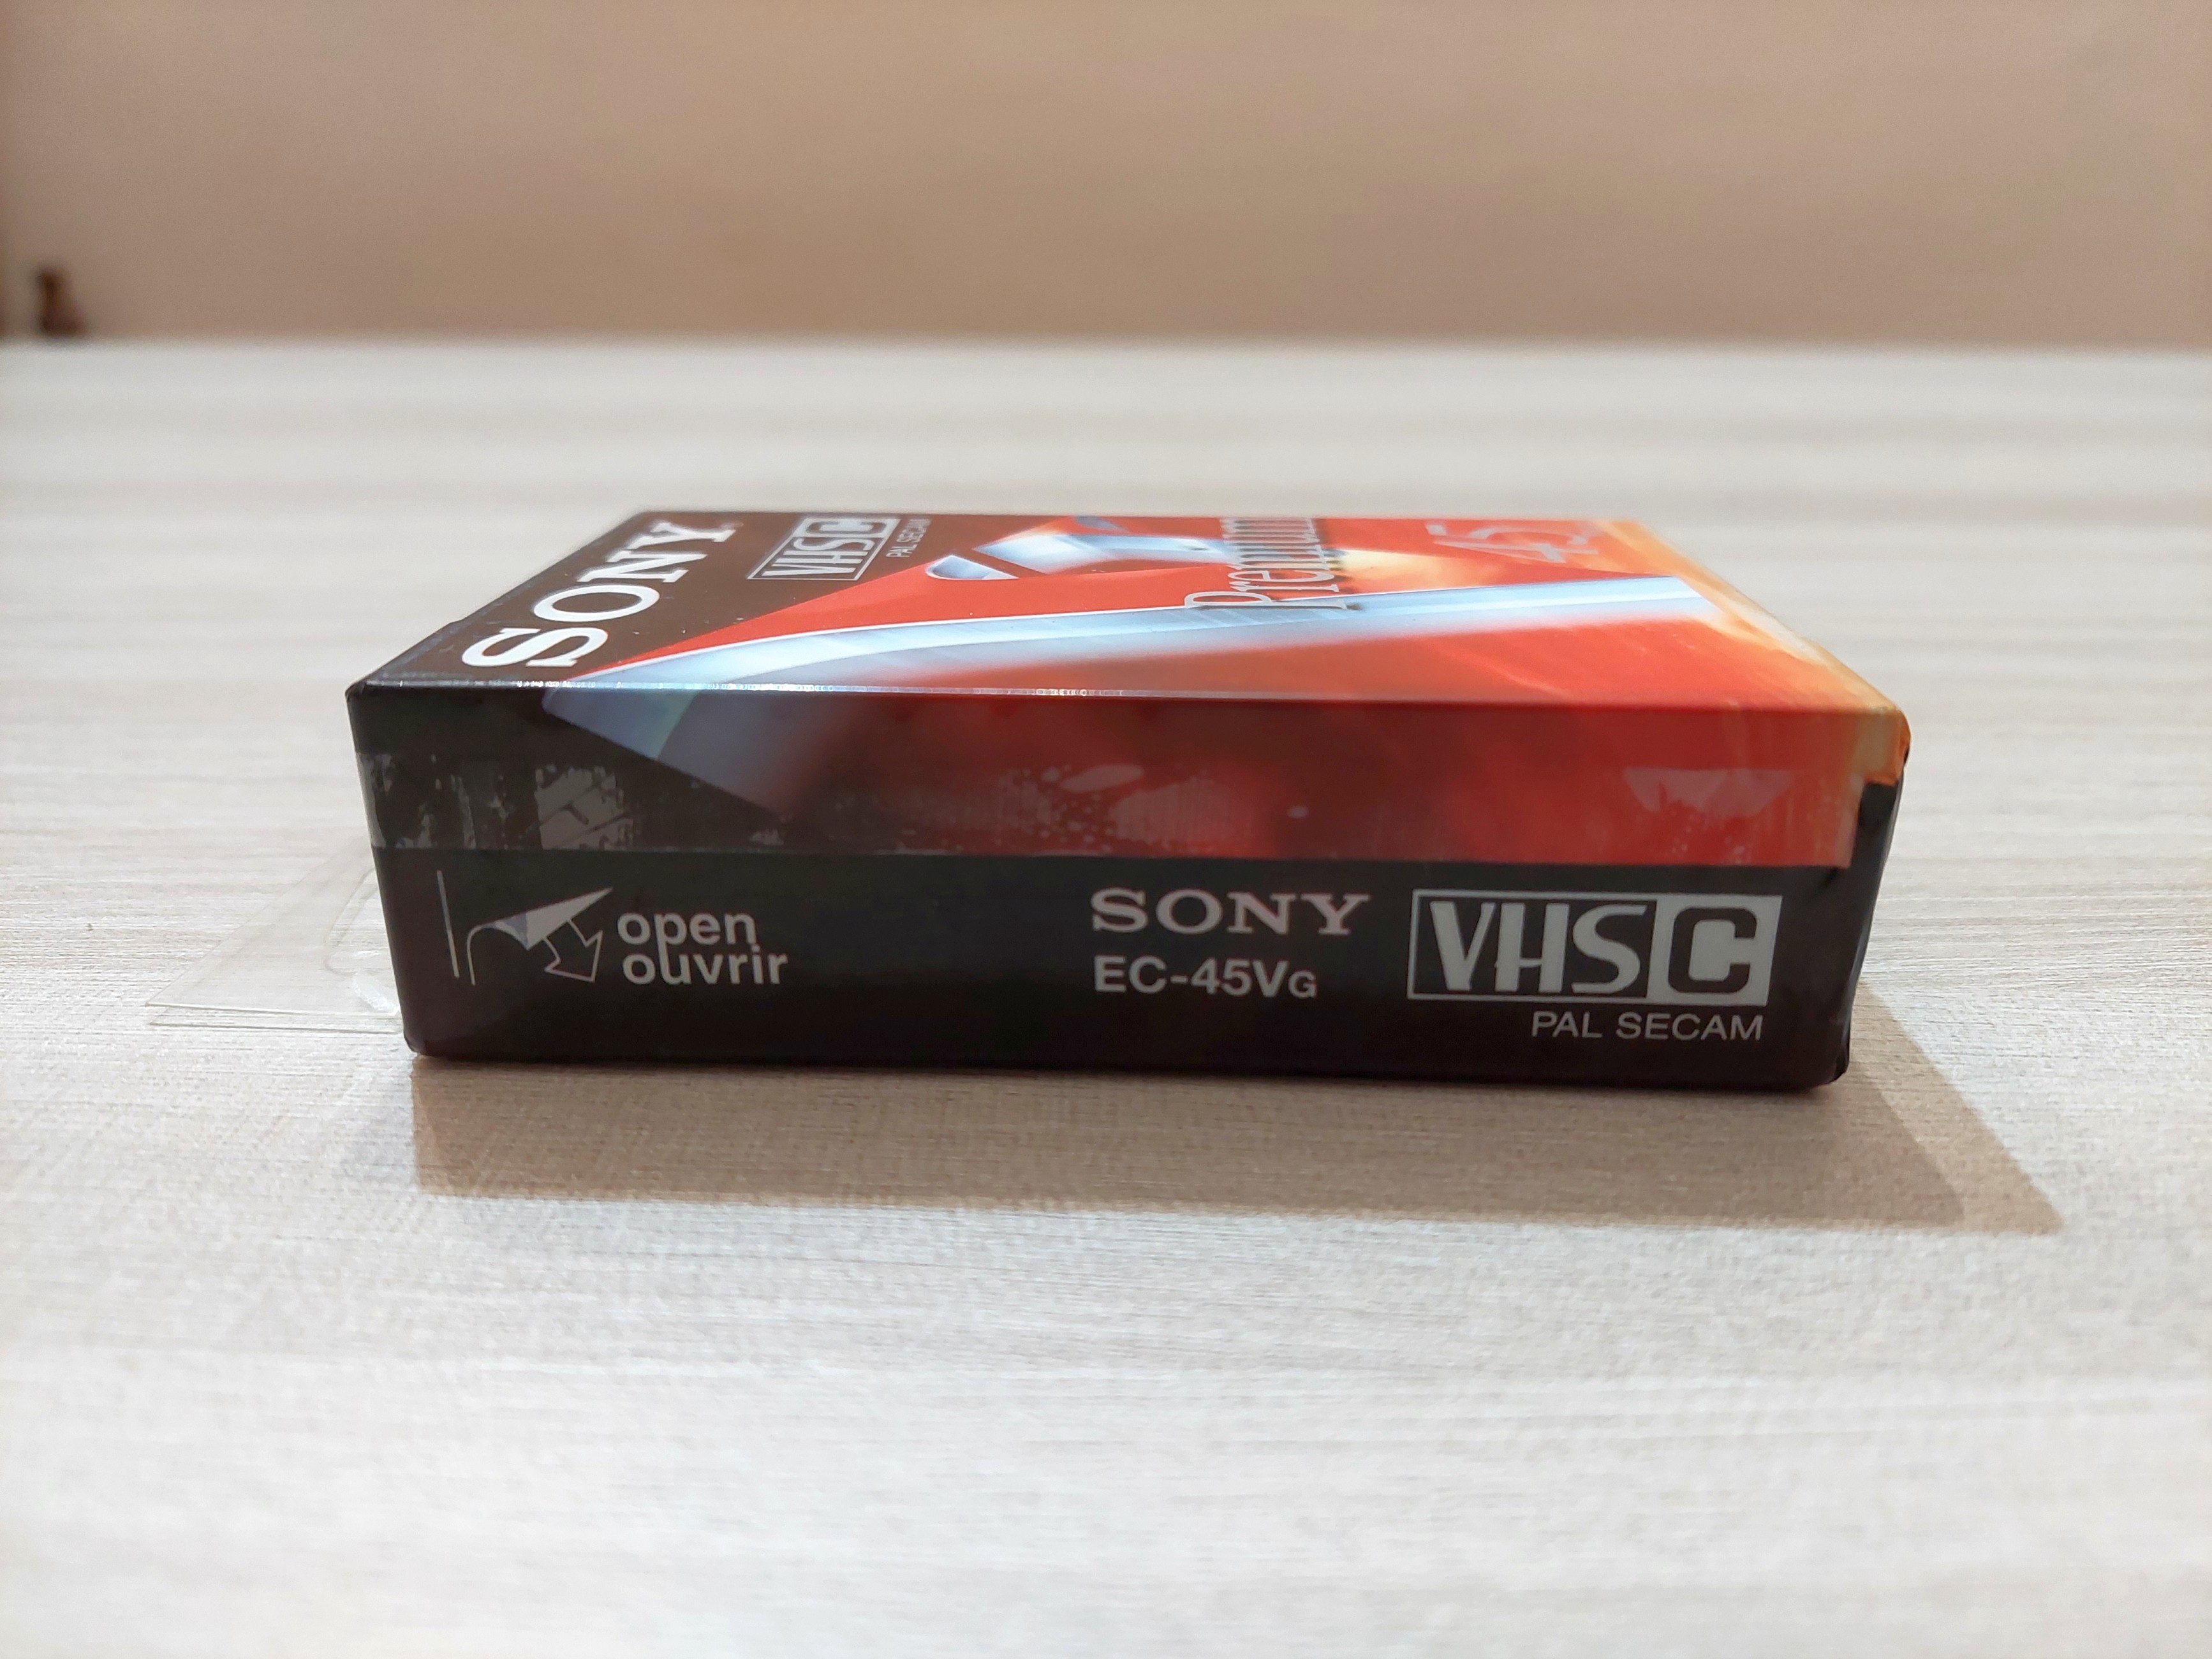 SONY
VHS C
PAL SECAM
Premium
45
open
ouvrir
SONY
EC-45VG
VHS C
PAL SECAM